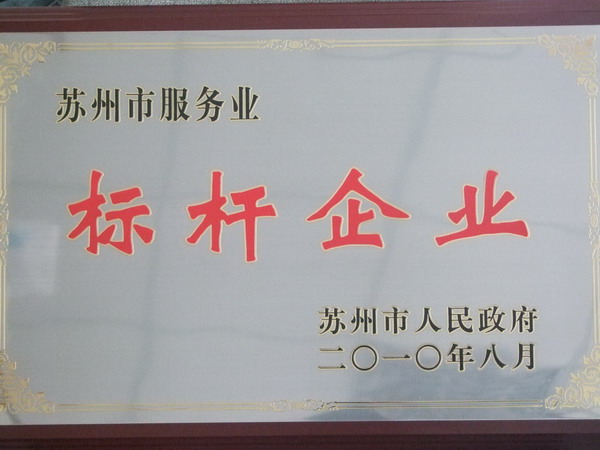 苏州市服务业
标杆企业
苏州市人民政府
二〇一〇年八月